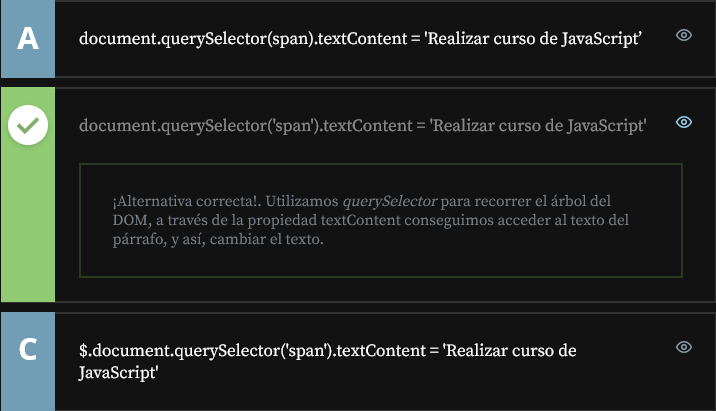 A
document.querySelector(span).textContent = 'Realizar curso de JavaScript’
document.querySelector('span').textContent = 'Realizar curso de JavaScript'
¡Alternativa correcta!. Utilizamos querySelector para recorrer el árbol del
DOM, a través de la propiedad textContent conseguimos acceder al texto del
párrafo, y así, cambiar el texto.
C
$.document.querySelector('span').textContent = 'Realizar curso de
JavaScript'